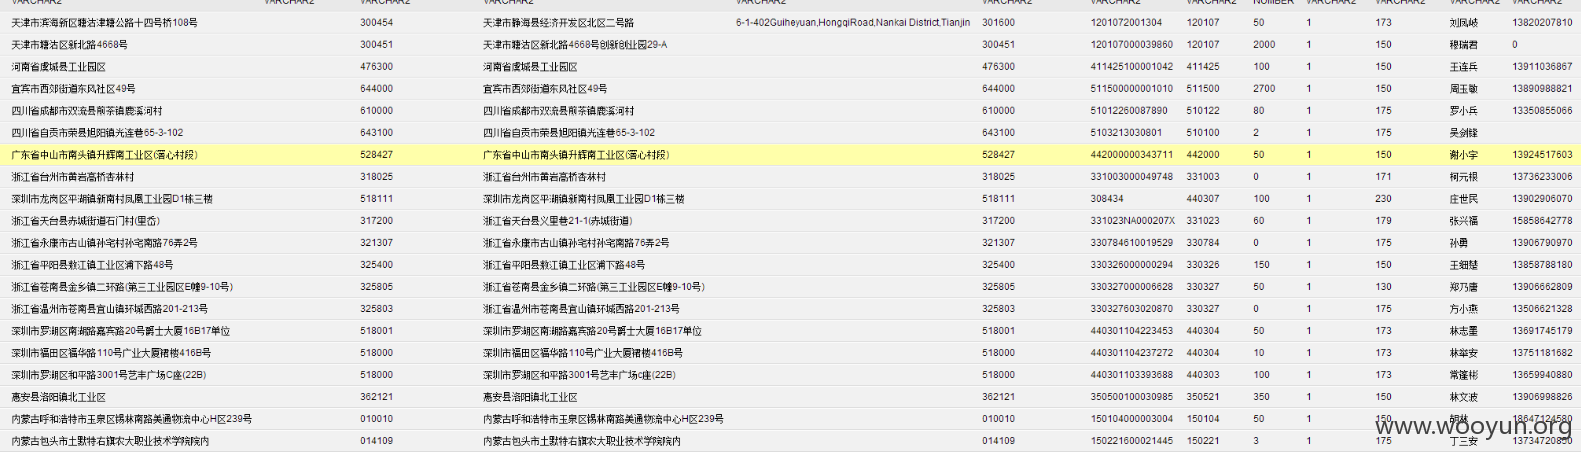 VARCHAR2 VARCHAR2 VARCHAR2 VARCHAR2 VARCHAR2 VARCHAR2 VARCHAR2 VARCHAR2 NUMBER VARCHAR2 VARCHAR2 VARCHAR2 VARCHAR2
天津市滨海新区塘沽津塘公路十四号桥108号 300454 天津市静海县经济开发区北区二号路 6-1-402Guiheyuan,HongqiRoad,Nankai District,Tianjin 301600 1201072001304 120107 50 1 173 刘凤岐 13820207810
天津市塘沽区新北路4668号 300451 天津市塘沽区新北路4668号创新创业园29-A 300451 120107000039860 120107 2000 1 150 穆瑞君 0
河南省虞城县工业园区 476300 河南省虞城县工业园区 476300 411425100001042 411425 100 1 150 王连兵 13911036867
宜宾市西郊街道东风社区49号 644000 宜宾市西郊街道东风社区49号 644000 511500000001010 511500 2700 1 150 周玉敏 13890988821
四川省成都市双流县煎茶镇鹿溪河村 610000 四川省成都市双流县煎茶镇鹿溪河村 610000 51012260087890 510122 80 1 175 罗小兵 13350855066
四川省自贡市荣县旭阳镇光连巷65-3-102 643100 四川省自贡市荣县旭阳镇光连巷65-3-102 643100 5103213030801 510100 2 1 175 吴剑锋
广东省中山市南头镇升辉南工业区(滘心村段) 528427 广东省中山市南头镇升辉南工业区(滘心村段) 528427 442000000343711 442000 50 1 150 谢小宇 13924517603
浙江省台州市黄岩高桥杏林村 318025 浙江省台州市黄岩高桥杏林村 318025 331003000049748 331003 0 1 171 柯元根 13736233006
深圳市龙岗区平湖镇新南村凤凰工业园D1栋三楼 518111 深圳市龙岗区平湖镇新南村凤凰工业园D1栋三楼 518111 308434 440307 100 1 230 庄世民 13902906070
浙江省天台县赤城街道石门村(里岙) 317200 浙江省天台县义里巷21-1(赤城街道) 317200 331023NA000207X 331023 60 1 179 张兴福 15858642778
浙江省永康市古山镇孙宅村孙宅南路76弄2号 321307 浙江省永康市古山镇孙宅村孙宅南路76弄2号 321307 330784610019529 330784 0 1 175 孙勇 13906790970
浙江省平阳县敖江镇工业区浦下路48号 325400 浙江省平阳县敖江镇工业区浦下路48号 325400 330326000000294 330326 150 1 150 王细楚 13858788180
浙江省苍南县金乡镇二环路(第三工业园区E幢9-10号) 325805 浙江省苍南县金乡镇二环路(第三工业园区E幢9-10号) 325805 330327000006628 330327 50 1 130 郑乃唐 13906662809
浙江省温州市苍南县宜山镇环城西路201-213号 325803 浙江省温州市苍南县宜山镇环城西路201-213号 325803 330327603020870 330327 0 1 175 方小燕 13506621328
深圳市罗湖区南湖路嘉宾路20号爵士大厦16B17单位 518001 深圳市罗湖区南湖路嘉宾路20号爵士大厦16B17单位 518001 440301104223453 440304 50 1 173 林志墨 13691745179
深圳市福田区福华路110号广业大厦裙楼416B号 518000 深圳市福田区福华路110号广业大厦裙楼416B号 518000 440301104237272 440304 10 1 173 林举安 13751181682
深圳市罗湖区和平路3001号艺丰广场C座(22B) 518000 深圳市罗湖区和平路3001号艺丰广场c座(22B) 518000 440301103393688 440303 100 1 173 常篷彬 13659940880
惠安县洛阳镇北工业区 362121 惠安县洛阳镇北工业区 362121 350500100030985 350521 350 1 150 林文波 13906998826
内蒙古呼和浩特市玉泉区锡林南路美通物流中心H区239号 010010 内蒙古呼和浩特市玉泉区锡林南路美通物流中心H区239号 010010 150104000003004 150104 50 1 150 胡林 18647124580
内蒙古包头市土默特右旗农大职业技术学院院内 014109 内蒙古包头市土默特右旗农大职业技术学院院内 014109 150221600021445 150221 3 1 175 丁三安 13734720850
www.wooyun.org